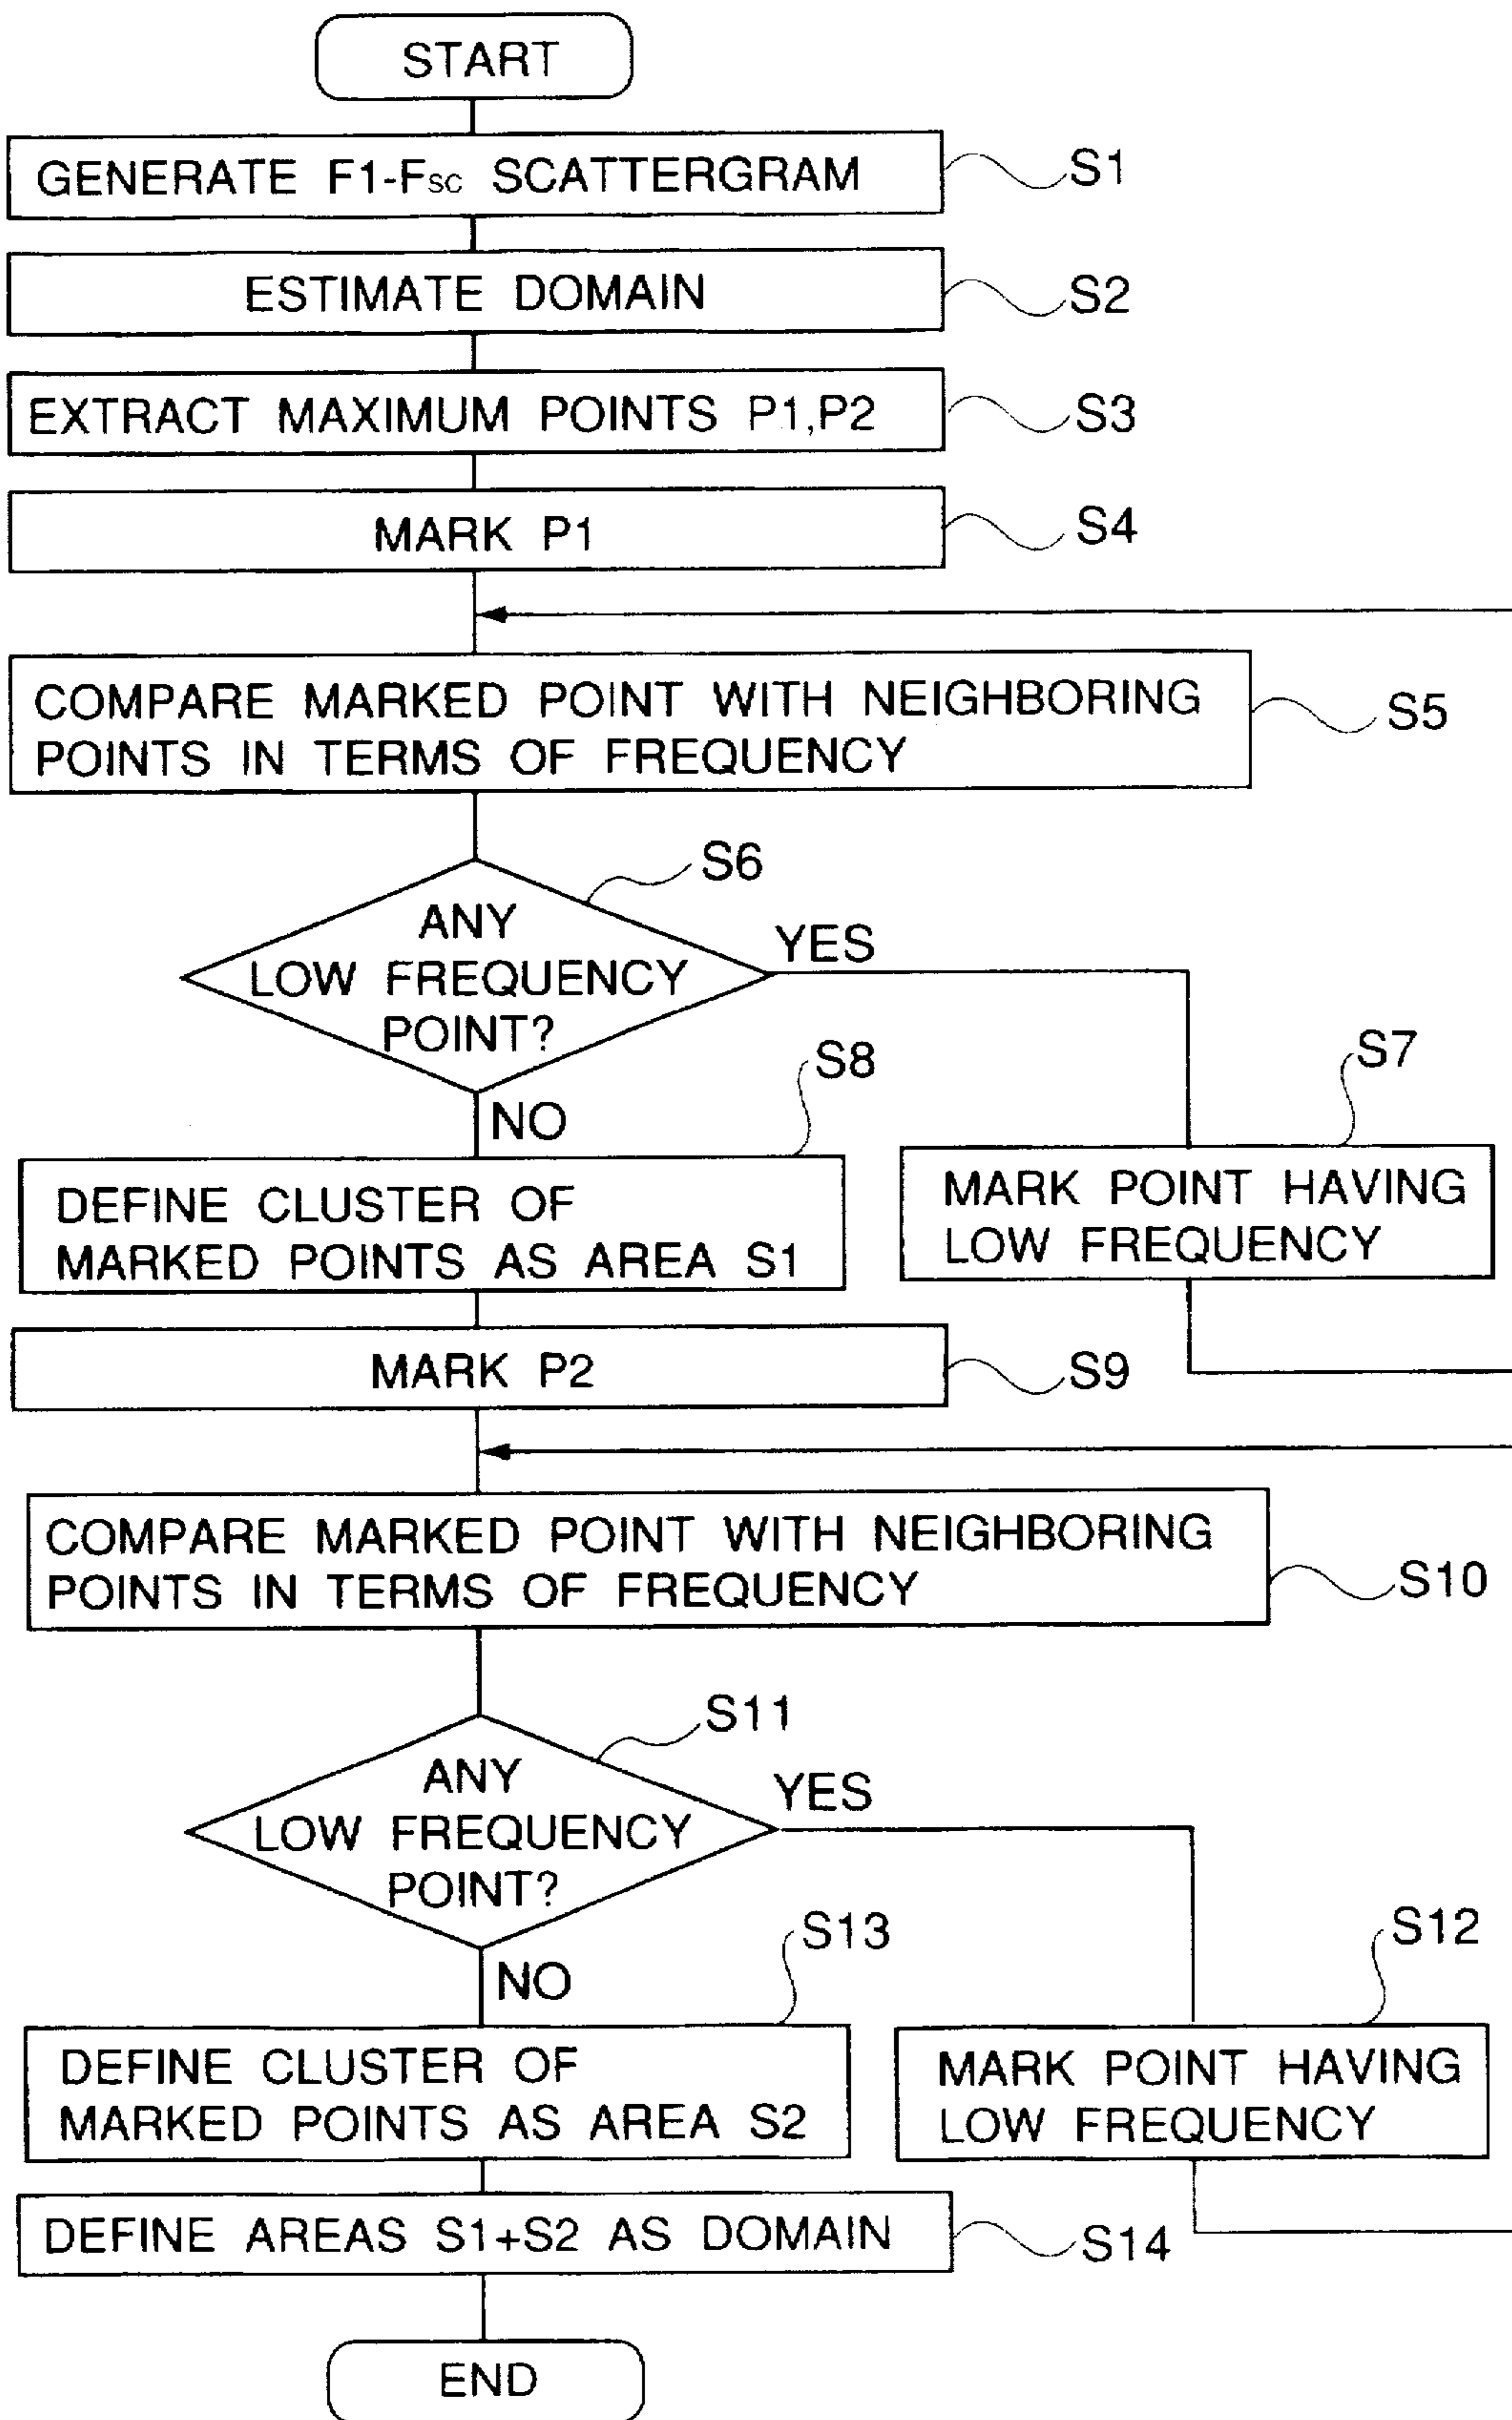 START
GENERATE F1-FSC SCATTERGRAM
S1
ESTIMATE DOMAIN
S2
EXTRACT MAXIMUM POINTS P1,P2
S3
MARK P1
S4
COMPARE MARKED POINT WITH NEIGHBORING
POINTS IN TERMS OF FREQUENCY
S5
S6
ANY
LOW FREQUENCY
POINT?
YES
NO
S7
MARK POINT HAVING
LOW FREQUENCY
S8
DEFINE CLUSTER OF
MARKED POINTS AS AREA S1
MARK P2
S9
COMPARE MARKED POINT WITH NEIGHBORING
POINTS IN TERMS OF FREQUENCY
S10
S11
ANY
LOW FREQUENCY
POINT?
YES
NO
S12
MARK POINT HAVING
LOW FREQUENCY
S13
DEFINE CLUSTER OF
MARKED POINTS AS AREA S2
DEFINE AREAS S1+S2 AS DOMAIN
S14
END